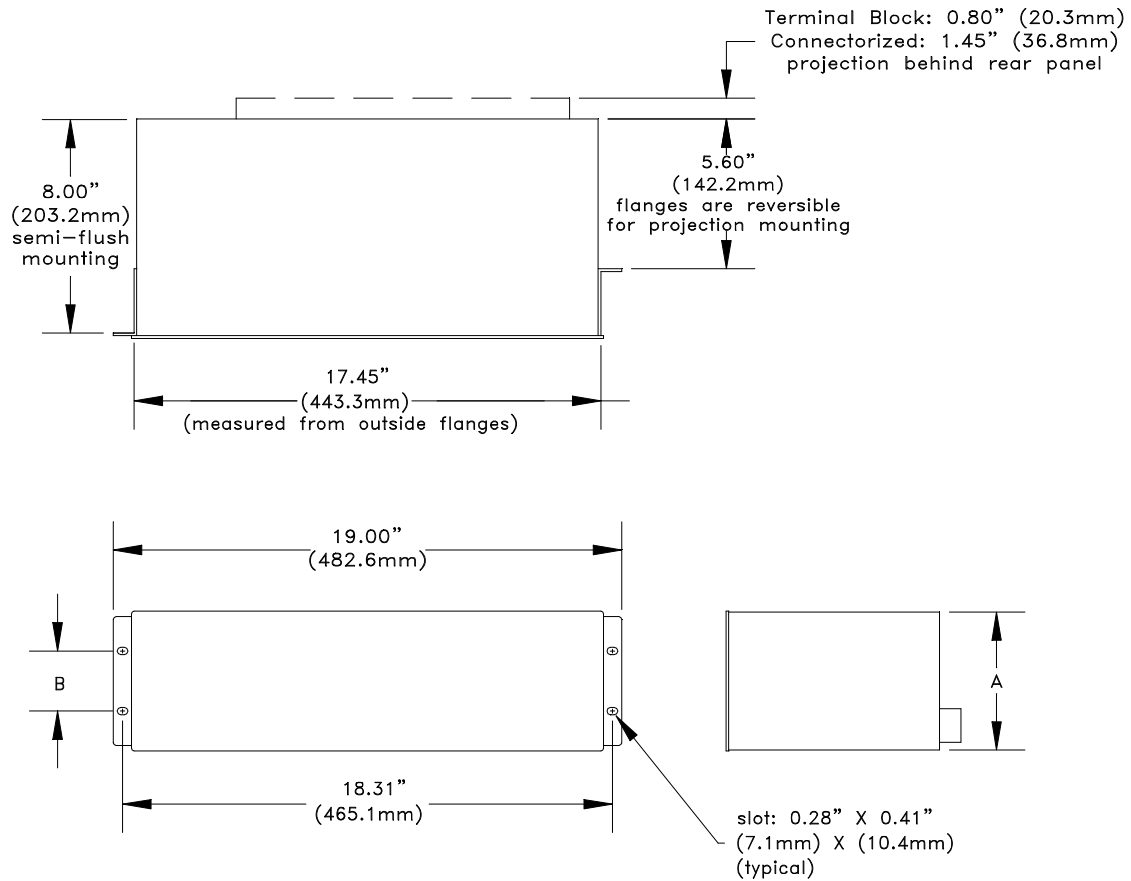 Terminal Block: 0.80” (20.3mm)
Connectorized: 1.45” (36.8mm)
projection behind rear panel
8.00”
(203.2mm)
semi-flush
mounting
5.60”
(142.2mm)
flanges are reversible
for projection mounting
17.45”
(443.3mm)
(measured from outside flanges)
19.00”
(482.6mm)
B
A
18.31”
(465.1mm)
slot: 0.28” X 0.41”
(7.1mm) X (10.4mm)
(typical)